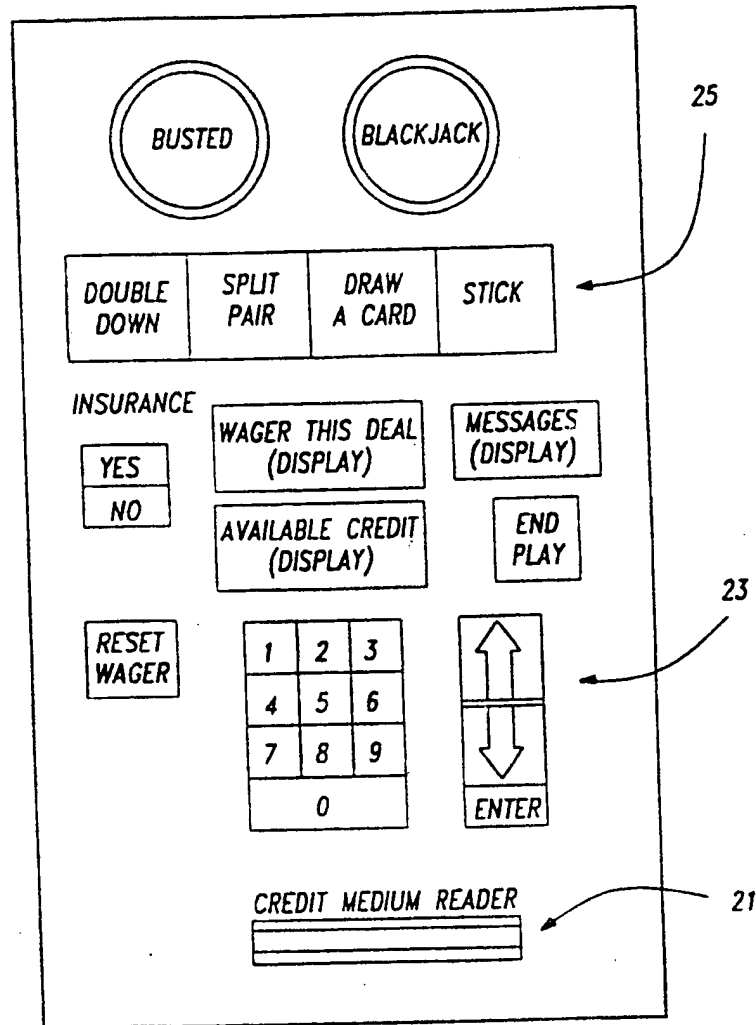 BUSTED
BLACKJACK
25
DOUBLE
DOWN
SPLIT
PAIR
DRAW
A CARD
STICK
INSURANCE
YES
NO
WAGER THIS DEAL
(DISPLAY)
MESSAGES
(DISPLAY)
AVAILABLE CREDIT
(DISPLAY)
END
PLAY
23
RESET
WAGER
1 2 3
4 5 6
7 8 9
0
ENTER
CREDIT MEDIUM READER
21